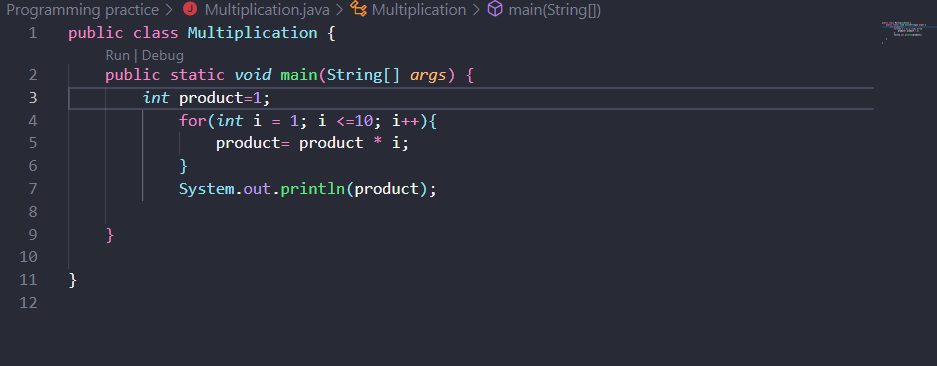 Programming practice > Multiplication.java > Multiplication > main(String[])
1 public class Multiplication {
Run | Debug
2 public static void main(String[] args) {
3 int product=1;
4 for(int i = 1; i <=10; i++){
5 product= product * i;
6 }
7 System.out.println(product);
8
9 }
10
11 }
12